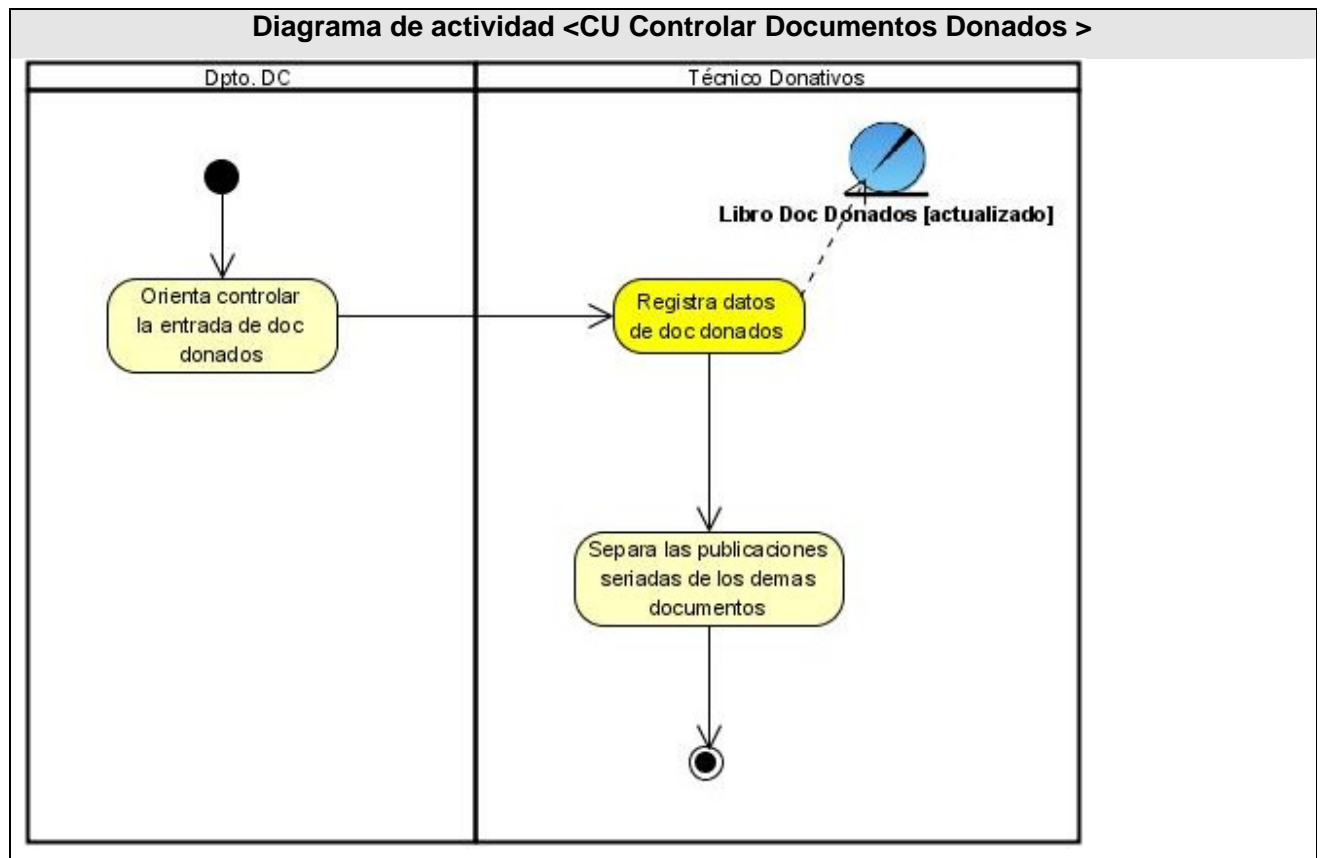 Diagrama de actividad <CU Controlar Documentos Donados >
Dpto. DC
Técnico Donativos
Libro Doc Donados [actualizado]
Orienta controlar
la entrada de doc
donados
Registra datos
de doc donados
Separa las publicaciones
seriadas de los demas
documentos